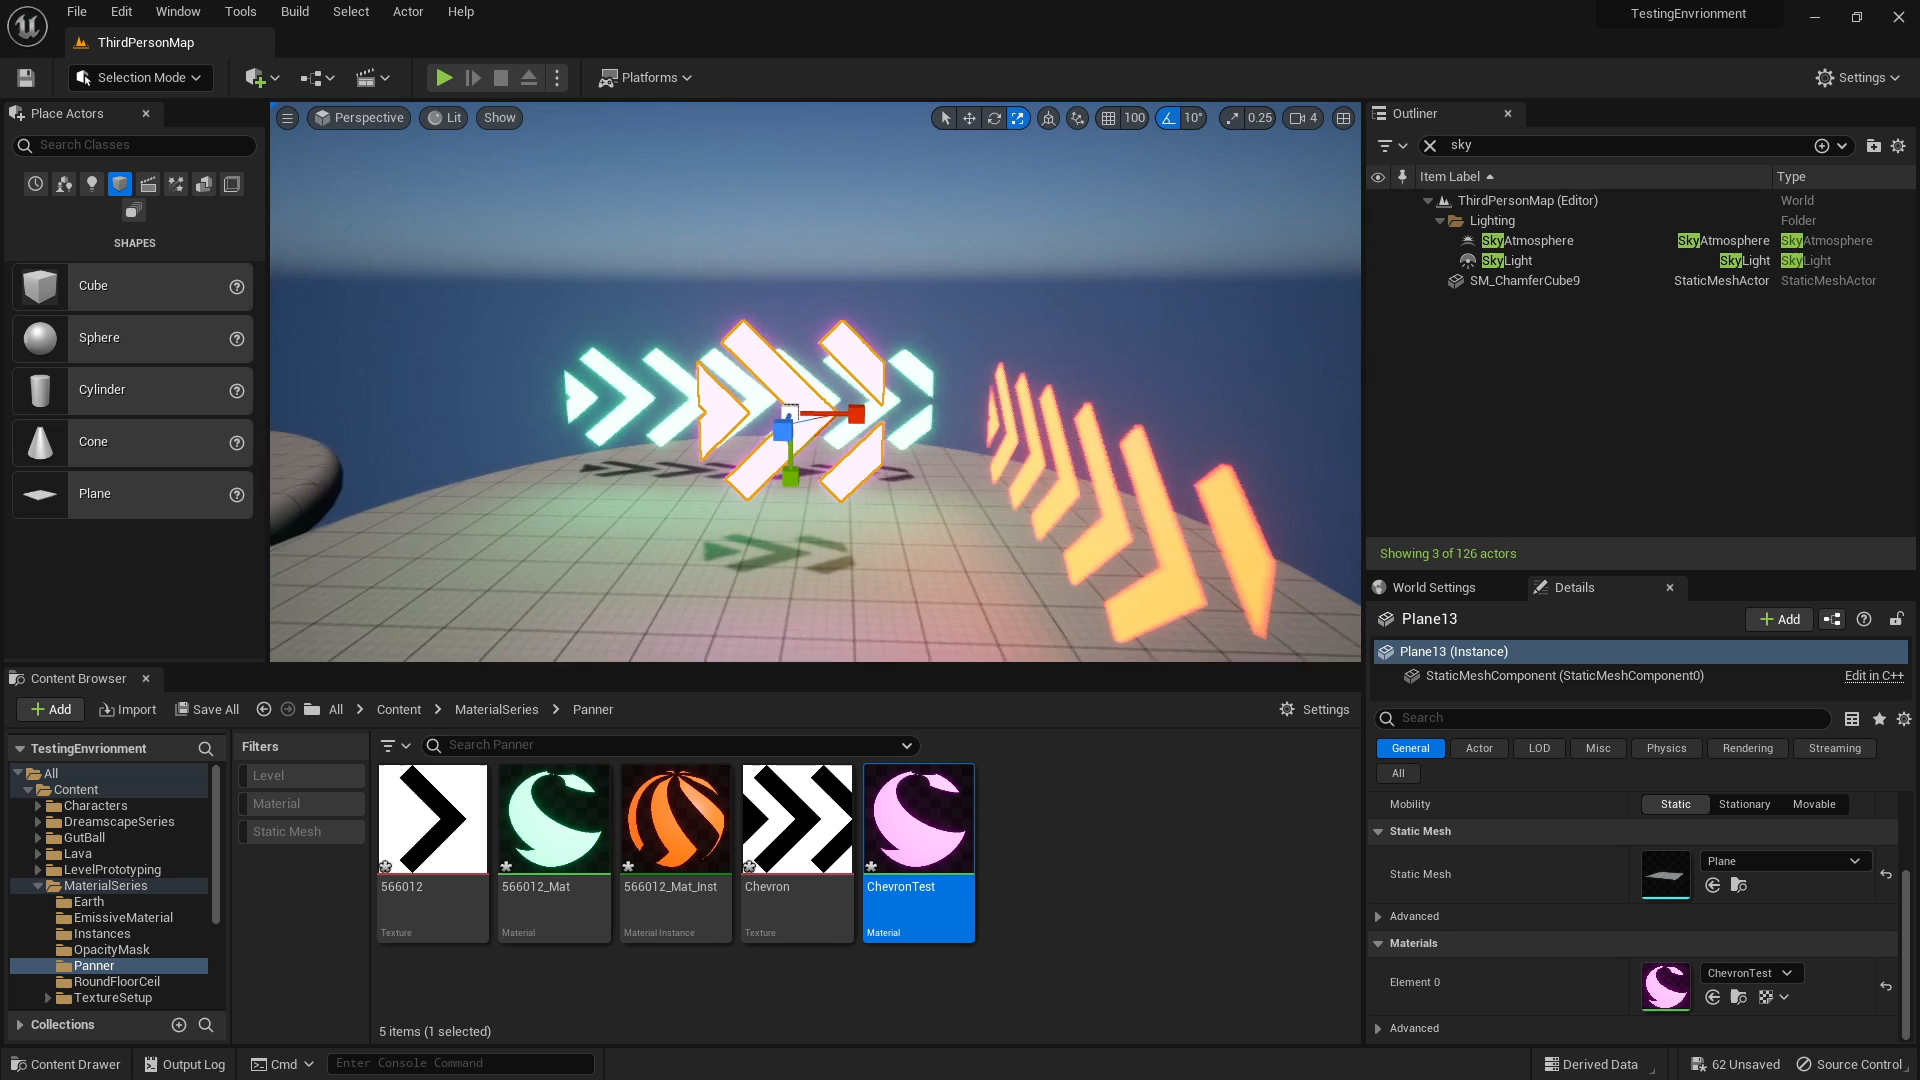 File Edit Window Tools Build Select Actor Help
TestingEnvrionment
ThirdPersonMap
Selection Mode
Platforms
Settings
Place Actors
Search Classes
SHAPES
Cube
Sphere
Cylinder
Cone
Plane
Perspective Lit Show
100 10° 0.25 4
Outliner
sky
Item Label Type
ThirdPersonMap (Editor) World
Lighting Folder
SkyAtmosphere SkyAtmosphere SkyAtmosphere
SkyLight SkyLight SkyLight
SM_ChamferCube9 StaticMeshActor StaticMeshActor
Showing 3 of 126 actors
World Settings Details
Plane13 Add
Plane13 (Instance)
StaticMeshComponent (StaticMeshComponent0) Edit in C++
Search
General Actor LOD Misc Physics Rendering Streaming
All
Mobility Static Stationary Movable
Static Mesh
Static Mesh Plane
Advanced
Materials
Element 0 ChevronTest
Advanced
Content Browser
Add Import Save All All Content MaterialSeries Panner Settings
TestingEnvrionment
All
Content
Characters
DreamscapeSeries
GutBall
Lava
LevelPrototyping
MaterialSeries
Earth
EmissiveMaterial
Instances
OpacityMask
Panner
RoundFloorCeil
TextureSetup
Collections
Filters
Level
Material
Static Mesh
Search Panner
566012 566012_Mat 566012_Mat_Inst Chevron ChevronTest
Texture Material Material Instance Texture Material
5 items (1 selected)
Content Drawer Output Log Cmd Enter Console Command Derived Data 62 Unsaved Source Control